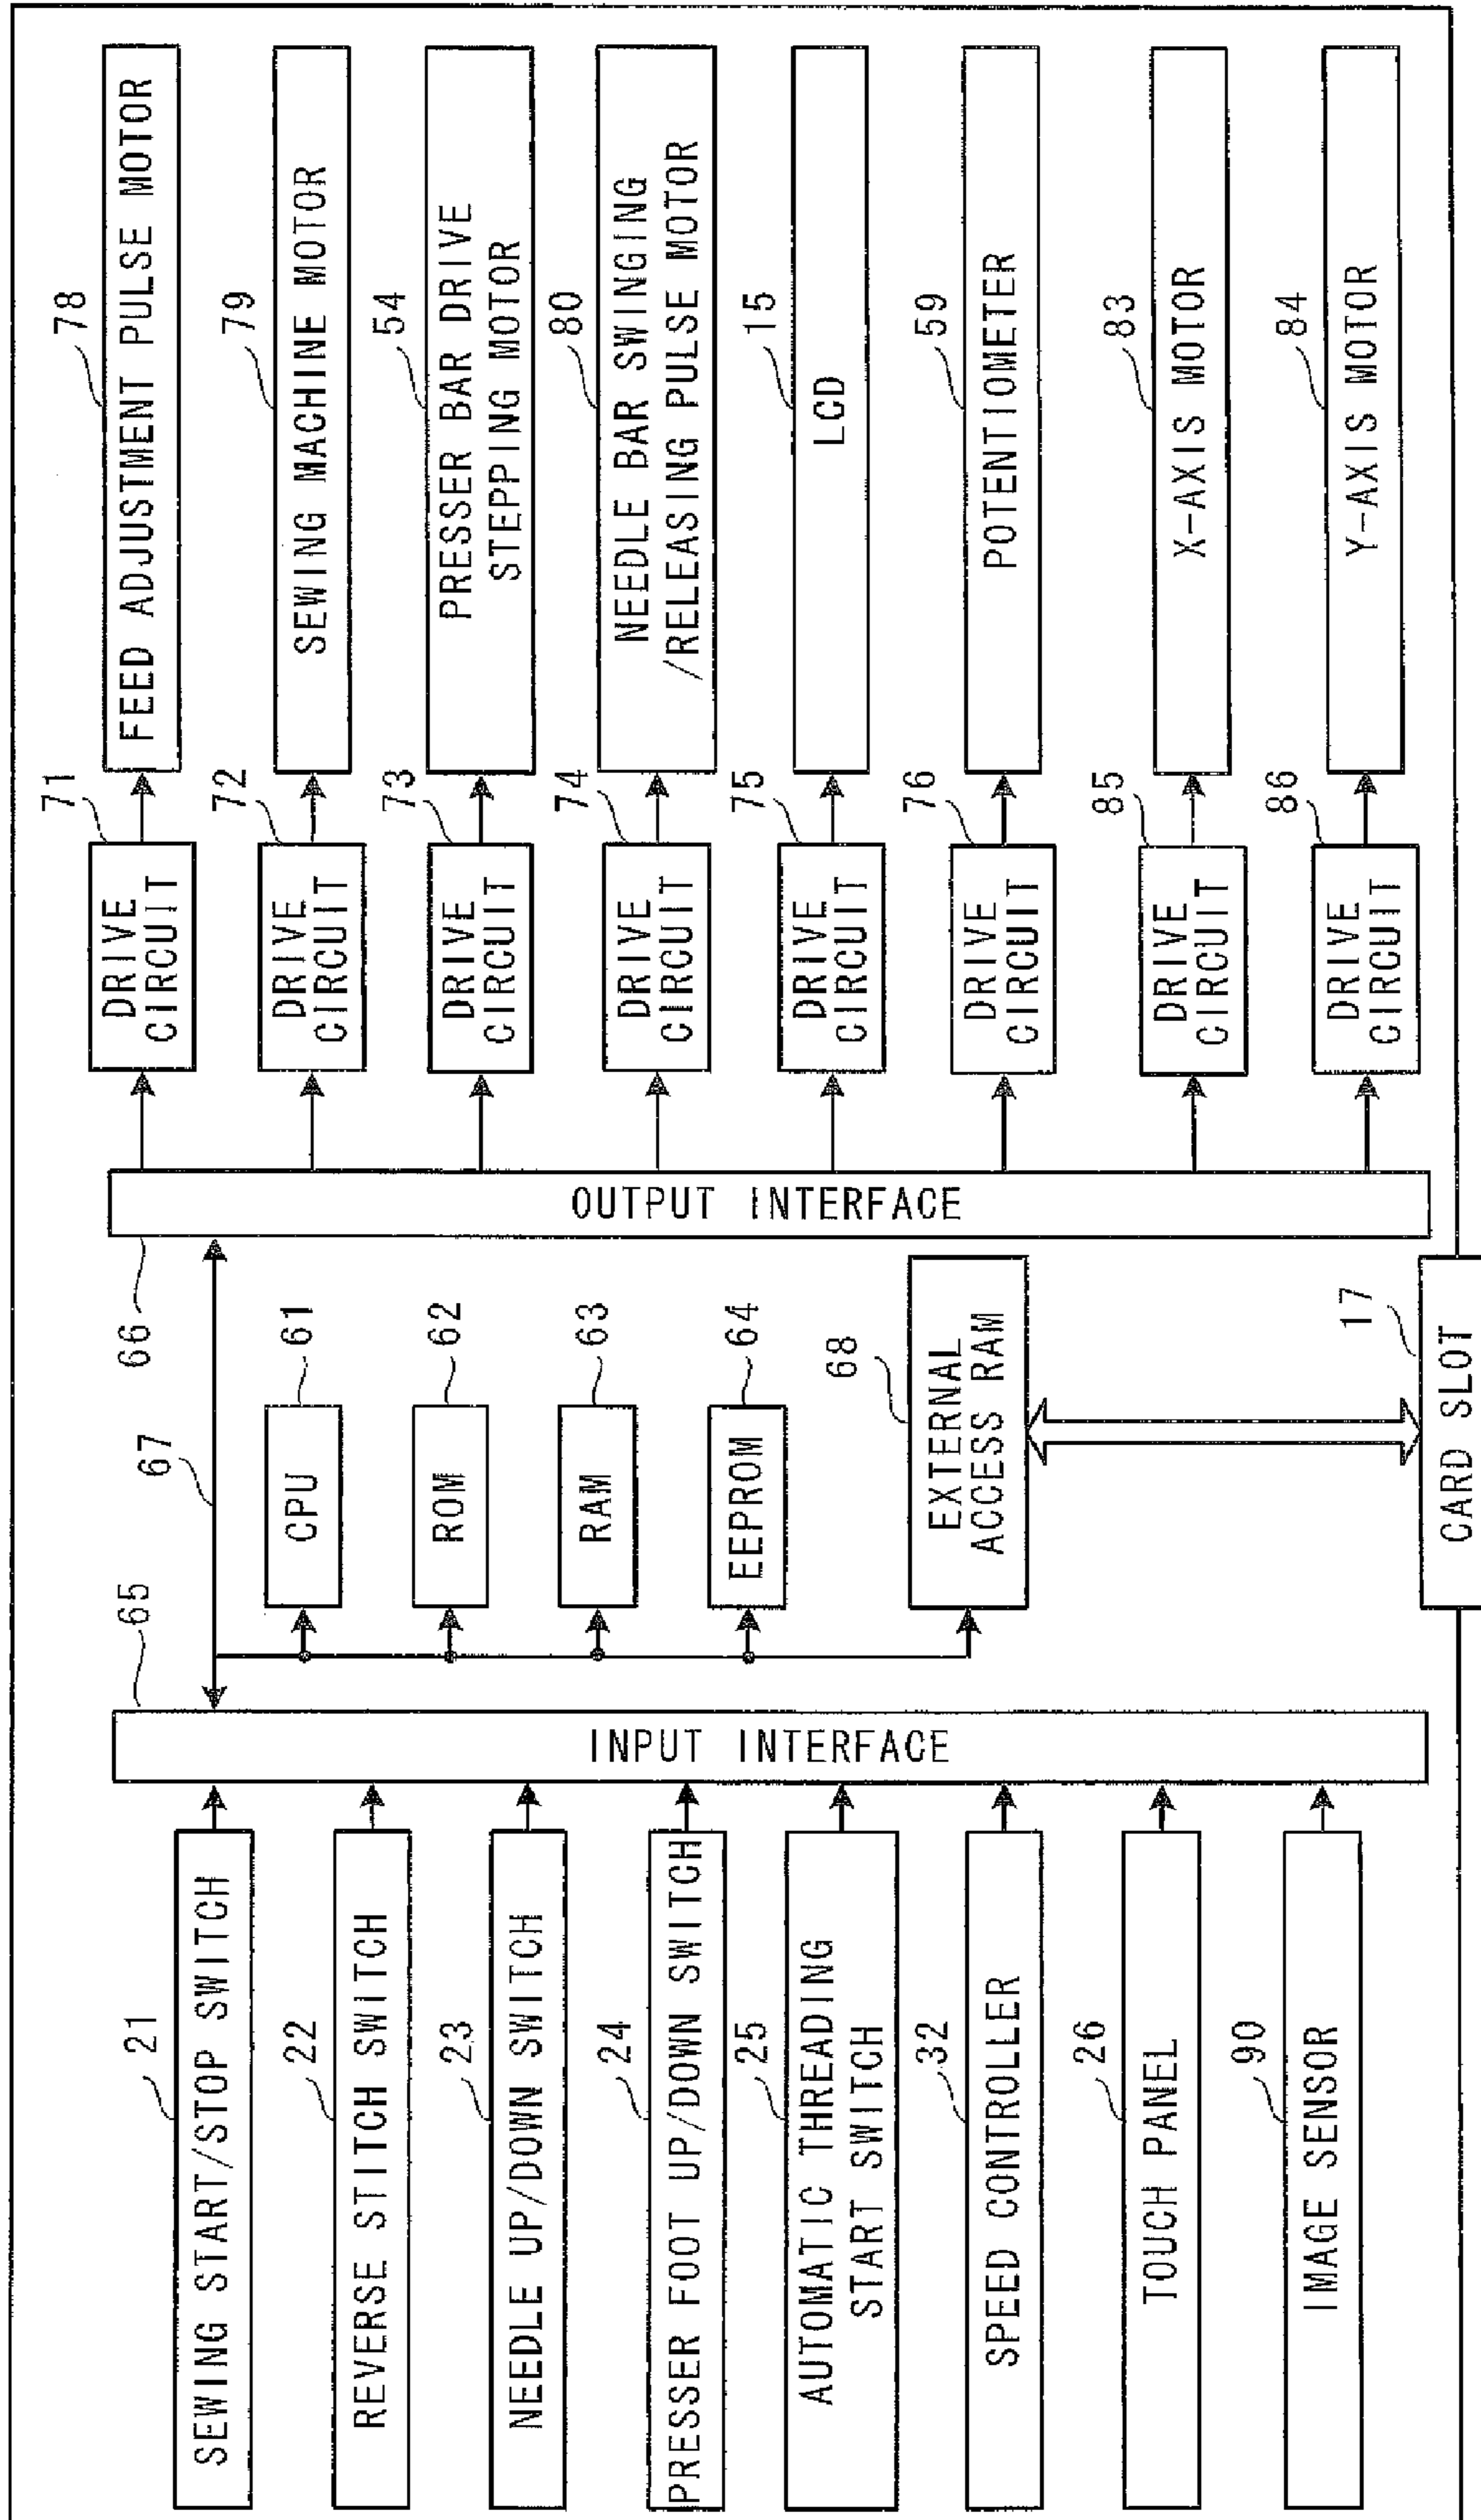 21
SEWING START/STOP SWITCH
22
REVERSE STITCH SWITCH
23
NEEDLE UP/DOWN SWITCH
24
PRESSER FOOT UP/DOWN SWITCH
25
AUTOMATIC THREADING
START SWITCH
32
SPEED CONTROLLER
26
TOUCH PANEL
90
IMAGE SENSOR
65
INPUT INTERFACE
67
61
CPU
62
ROM
63
RAM
64
EEPROM
68
EXTERNAL
ACCESS RAM
17
CARD SLOT
66
OUTPUT INTERFACE
71
DRIVE
CIRCUIT
72
DRIVE
CIRCUIT
73
DRIVE
CIRCUIT
74
DRIVE
CIRCUIT
75
DRIVE
CIRCUIT
76
DRIVE
CIRCUIT
85
DRIVE
CIRCUIT
86
DRIVE
CIRCUIT
78
FEED ADJUSTMENT PULSE MOTOR
79
SEWING MACHINE MOTOR
54
PRESSER BAR DRIVE
STEPPING MOTOR
80
NEEDLE BAR SWINGING
/RELEASING PULSE MOTOR
15
LCD
59
POTENTIOMETER
83
X-AXIS MOTOR
84
Y-AXIS MOTOR